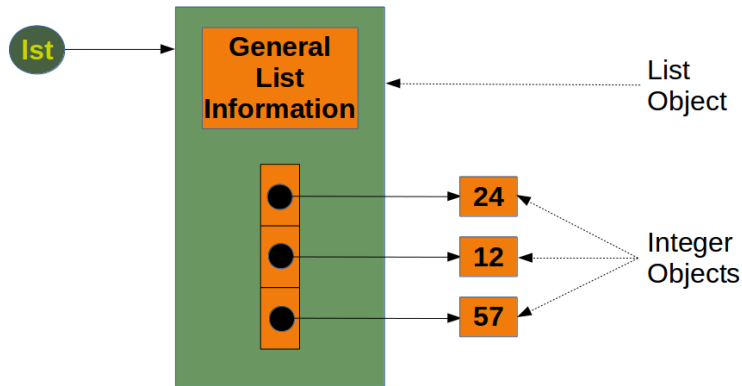 lst
General
List
Information
List
Object
24
12
57
Integer
Objects